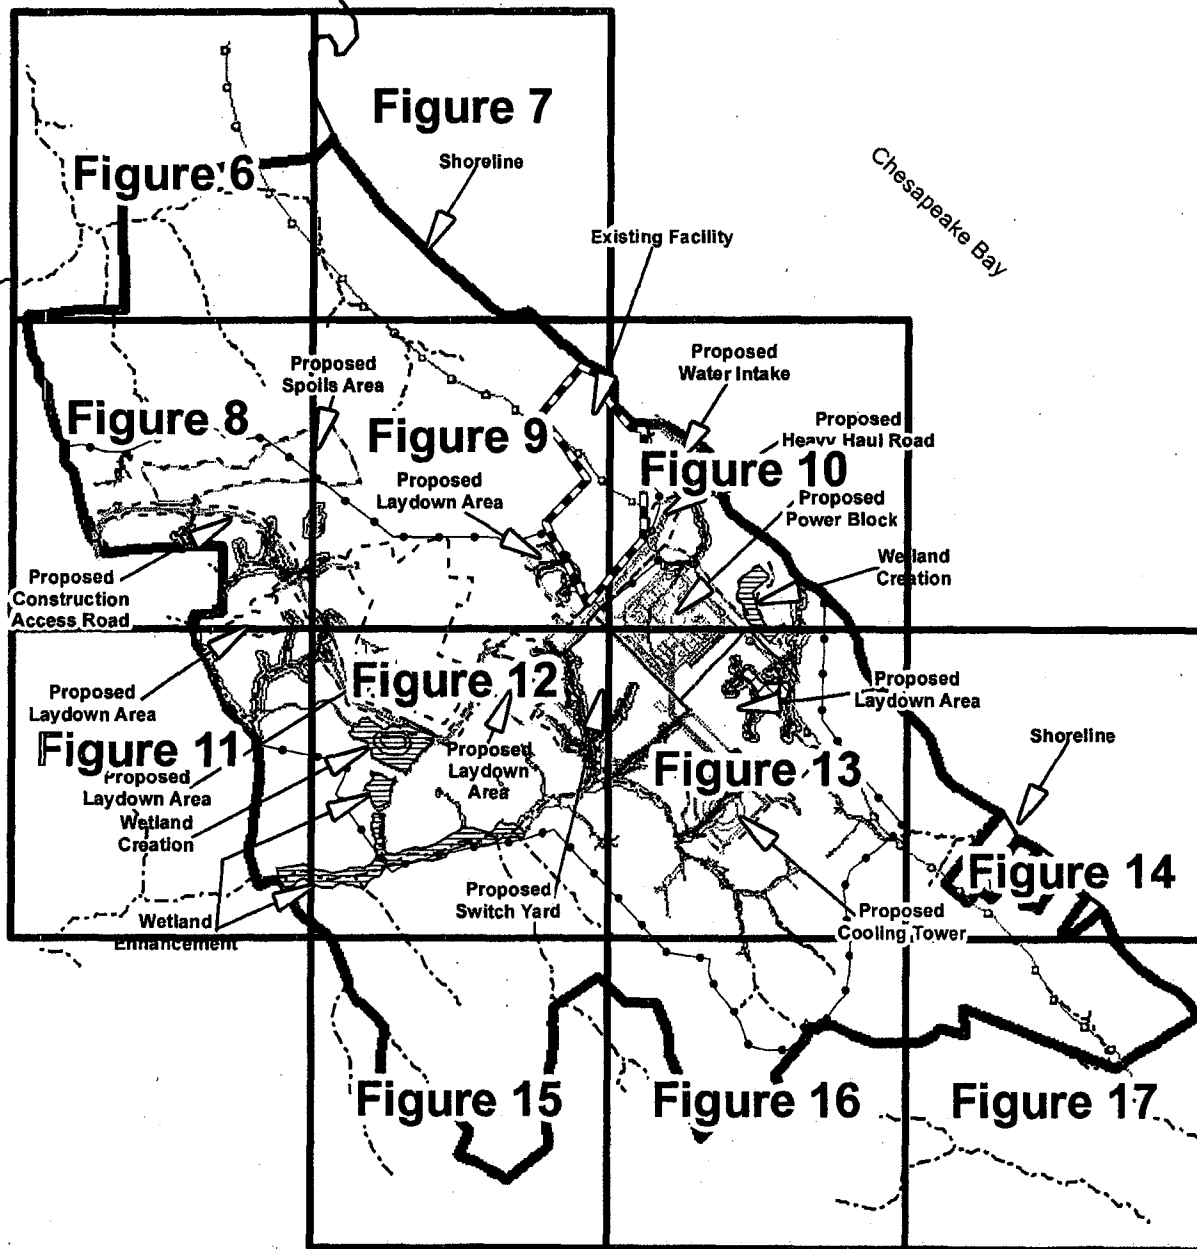 Figure 7
Shoreline
Chesapeake Bay
Figure 6
Existing Facility
Proposed
Water Intake
Proposed
Spoils Area
Figure 8
Figure 9
Proposed
Heavy Haul Road
Figure 10
Proposed
Laydown Area
Proposed
Power Block
Wetland
Creation
Proposed
Construction
Access Road
Figure 12
Proposed
Laydown Area
Proposed
Laydown Area
Figure 11
Proposed
Laydown Area
Proposed
Laydown
Area
Shoreline
Figure 13
Wetland
Creation
Figure 14
Proposed
Switch Yard
Wetland
Enhancement
Proposed
Cooling Tower
Figure 15
Figure 16
Figure 17